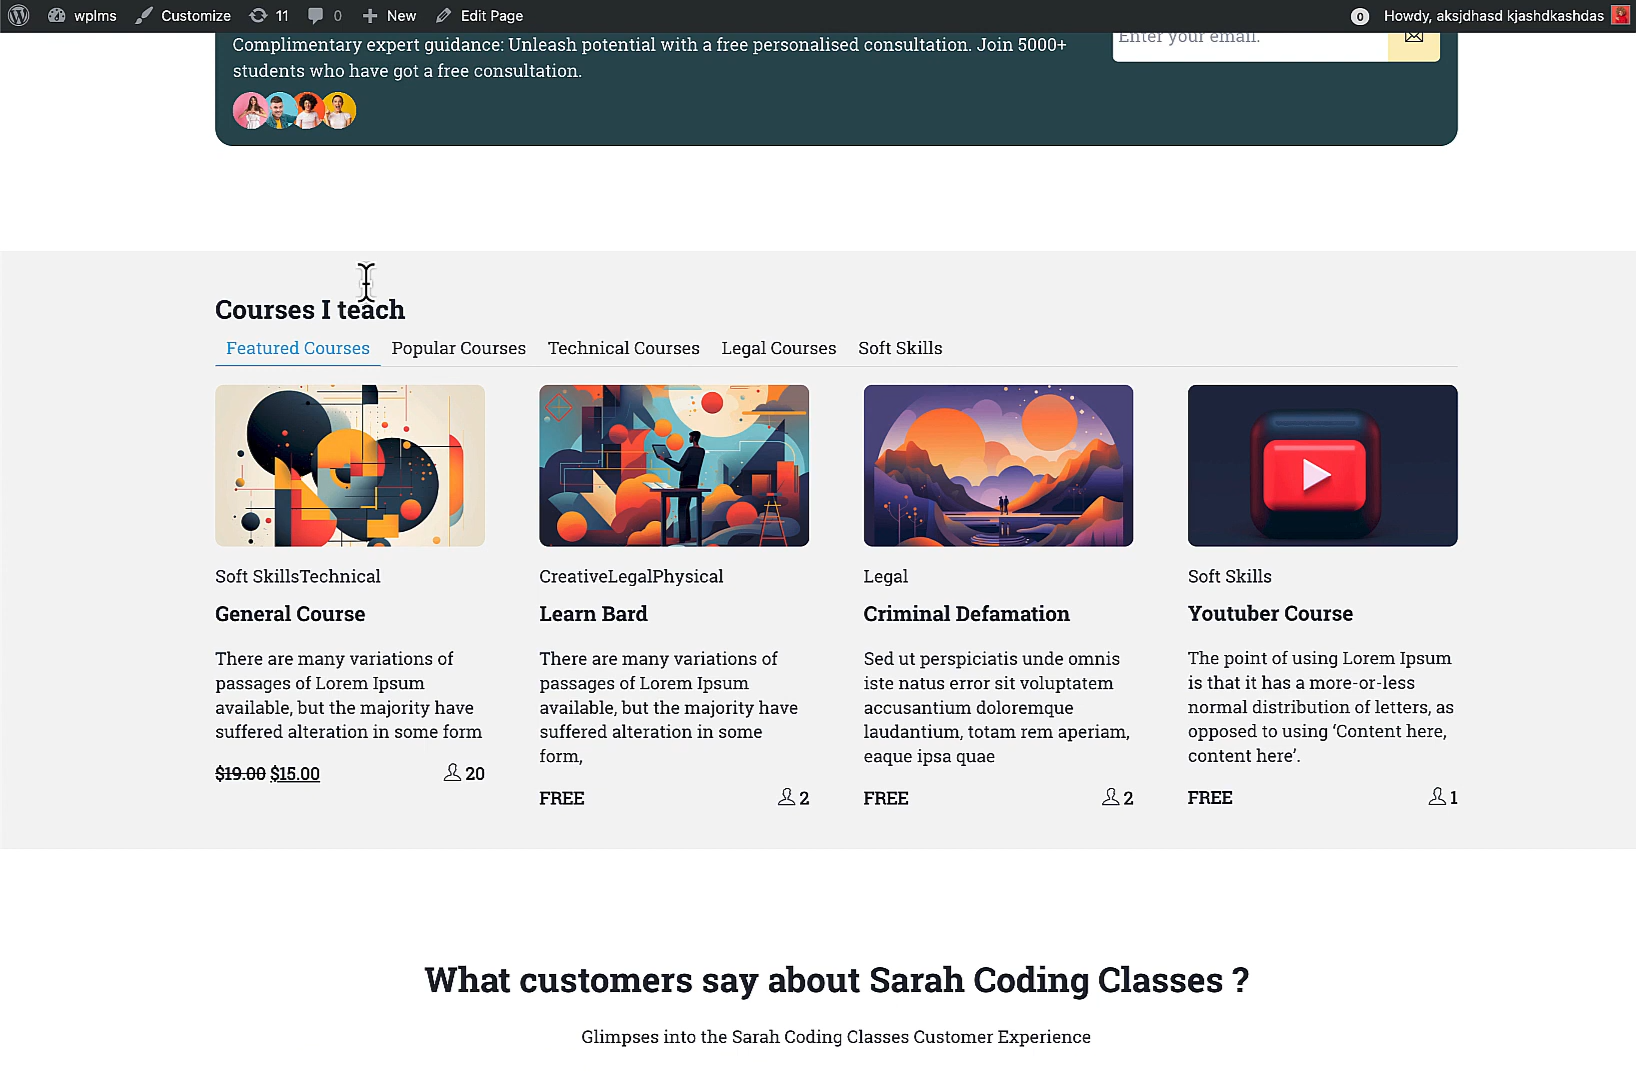 wplms Customize 11 0 New Edit Page 0 Howdy, aksjdhasd kjashdkashdas
Complimentary expert guidance: Unleash potential with a free personalised consultation. Join 5000+
students who have got a free consultation.
Enter your email.
Courses I teach
Featured Courses Popular Courses Technical Courses Legal Courses Soft Skills
Soft SkillsTechnical
General Course
There are many variations of
passages of Lorem Ipsum
available, but the majority have
suffered alteration in some form
$19.00 $15.00 20
CreativeLegalPhysical
Learn Bard
There are many variations of
passages of Lorem Ipsum
available, but the majority have
suffered alteration in some
form,
FREE 2
Legal
Criminal Defamation
Sed ut perspiciatis unde omnis
iste natus error sit voluptatem
accusantium doloremque
laudantium, totam rem aperiam,
eaque ipsa quae
FREE 2
Soft Skills
Youtuber Course
The point of using Lorem Ipsum
is that it has a more-or-less
normal distribution of letters, as
opposed to using ‘Content here,
content here’.
FREE 1
What customers say about Sarah Coding Classes ?
Glimpses into the Sarah Coding Classes Customer Experience